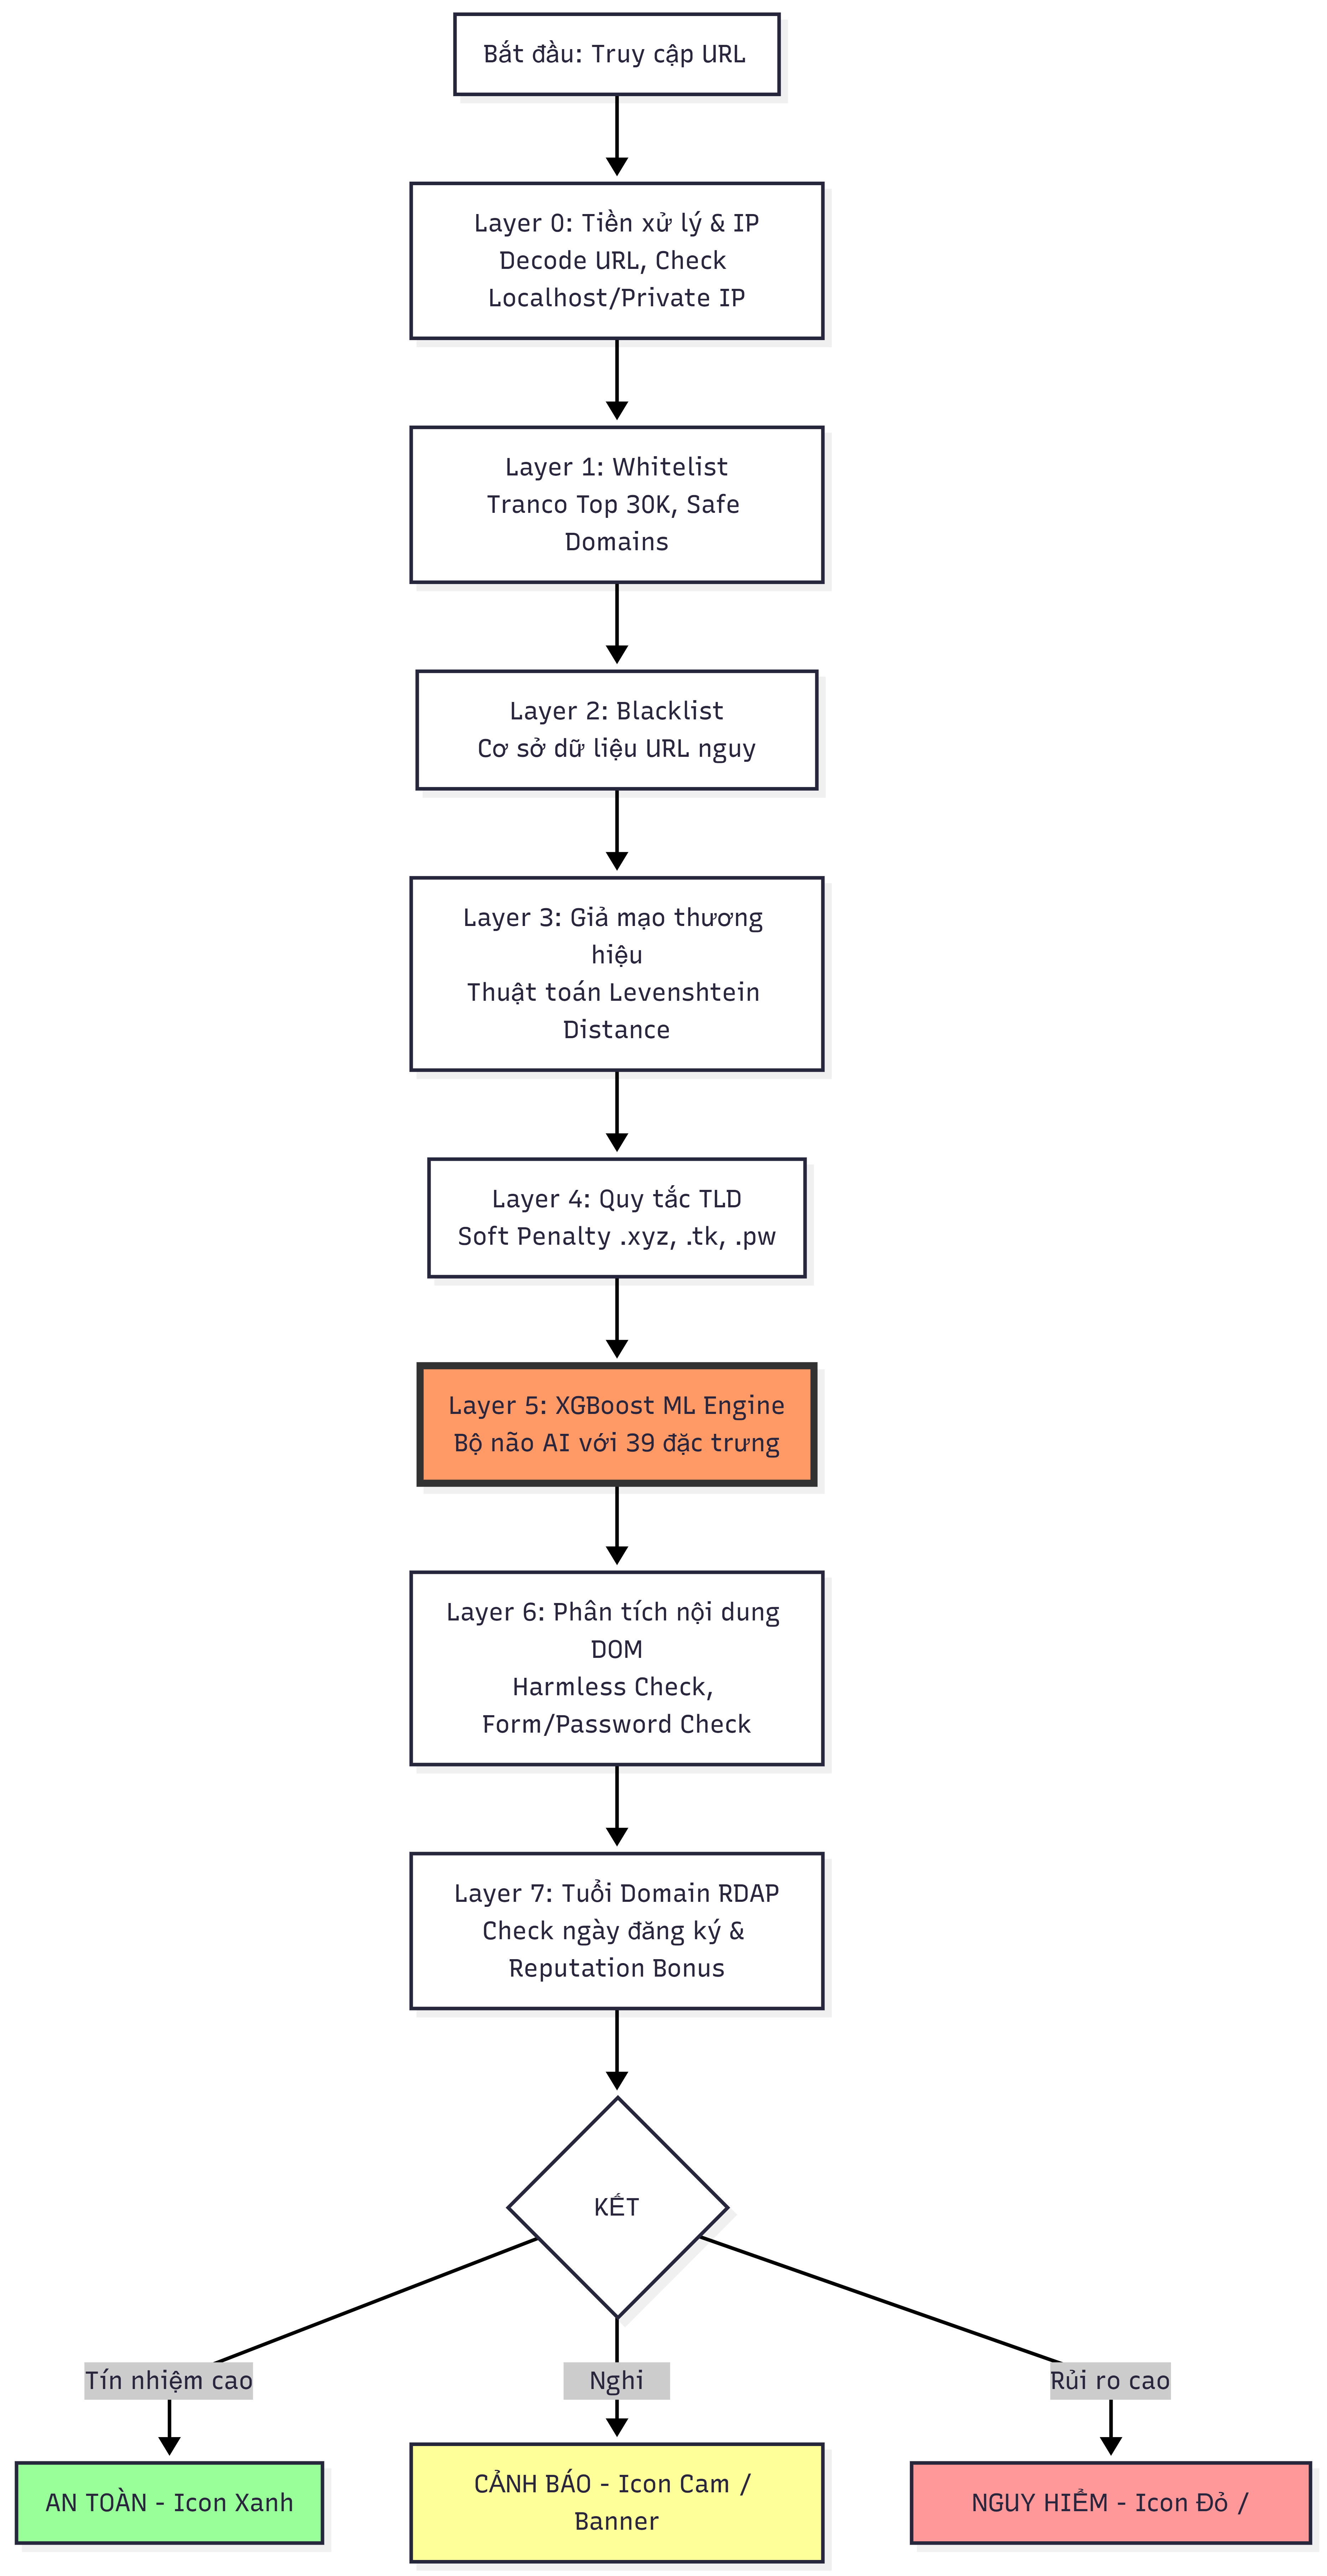 Bắt đầu: Truy cập URL
Layer 0: Tiền xử lý & IP
Decode URL, Check
Localhost/Private IP
Layer 1: Whitelist
Tranco Top 30K, Safe
Domains
Layer 2: Blacklist
Cơ sở dữ liệu URL nguy
Layer 3: Giả mạo thương
hiệu
Thuật toán Levenshtein
Distance
Layer 4: Quy tắc TLD
Soft Penalty .xyz, .tk, .pw
Layer 5: XGBoost ML Engine
Bộ não AI với 39 đặc trưng
Layer 6: Phân tích nội dung
DOM
Harmless Check,
Form/Password Check
Layer 7: Tuổi Domain RDAP
Check ngày đăng ký &
Reputation Bonus
KẾT
Tín nhiệm cao
Nghi
Rủi ro cao
AN TOÀN - Icon Xanh
CẢNH BÁO - Icon Cam /
Banner
NGUY HIỂM - Icon Đỏ /